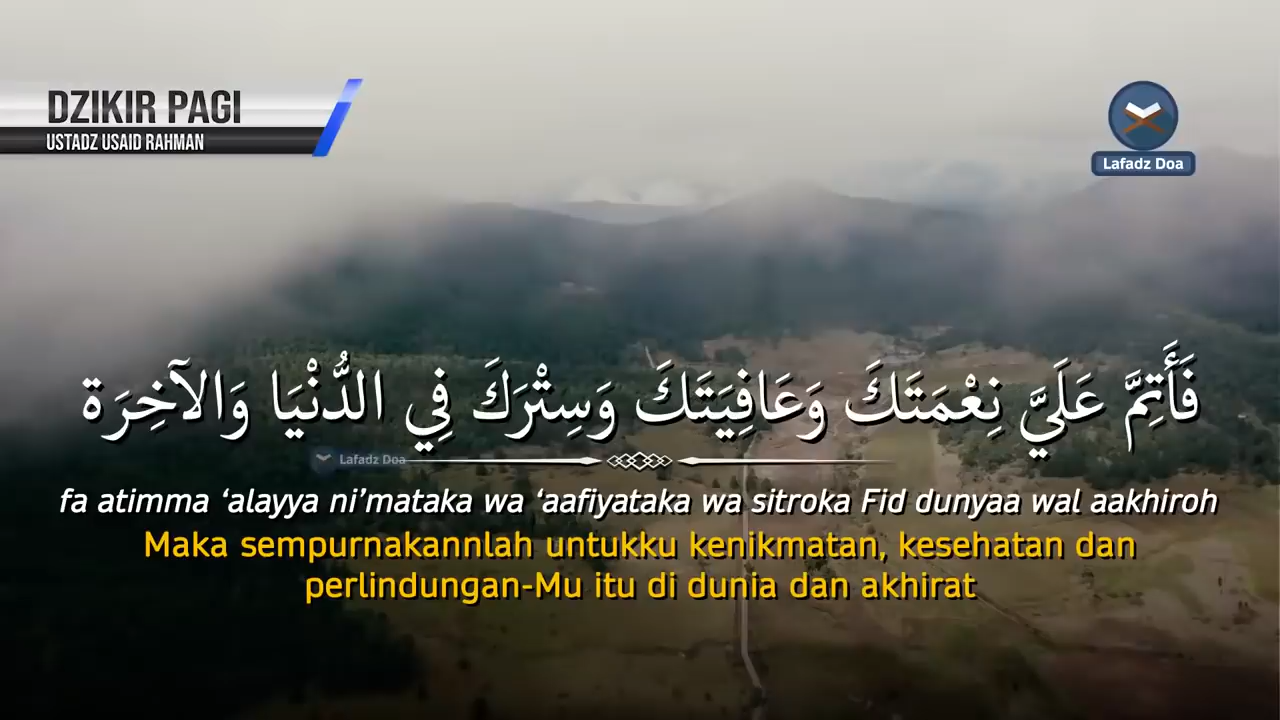 DZIKIR PAGI
USTADZ USAID RAHMAN
Lafadz Doa
فَأَتِمَّ عَلَيَّ نِعْمَتَكَ وَعَافِيَتَكَ وَسِتْرَكَ فِي الدُّنْيَا وَالآخِرَة
Lafadz Doa
fa atimma ‘alayya ni’mataka wa ‘aafiyataka wa sitroka Fid dunyaa wal aakhiroh
Maka sempurnakannlah untukku kenikmatan, kesehatan dan
perlindungan-Mu itu di dunia dan akhirat